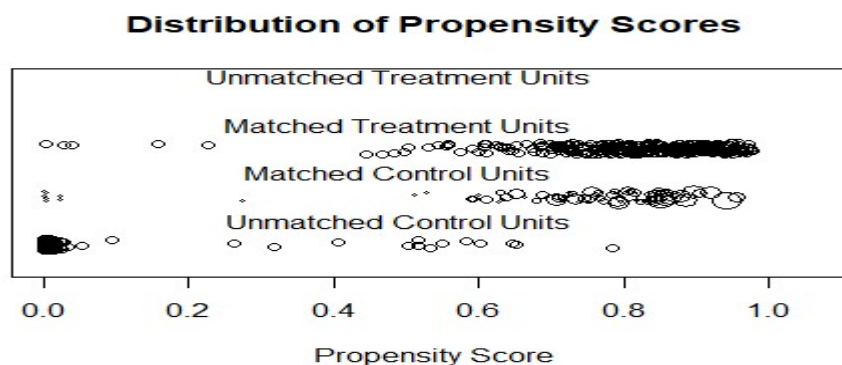 Distribution of Propensity Scores
Unmatched Treatment Units
Matched Treatment Units
Matched Control Units
Unmatched Control Units
0.0 0.2 0.4 0.6 0.8 1.0
Propensity Score